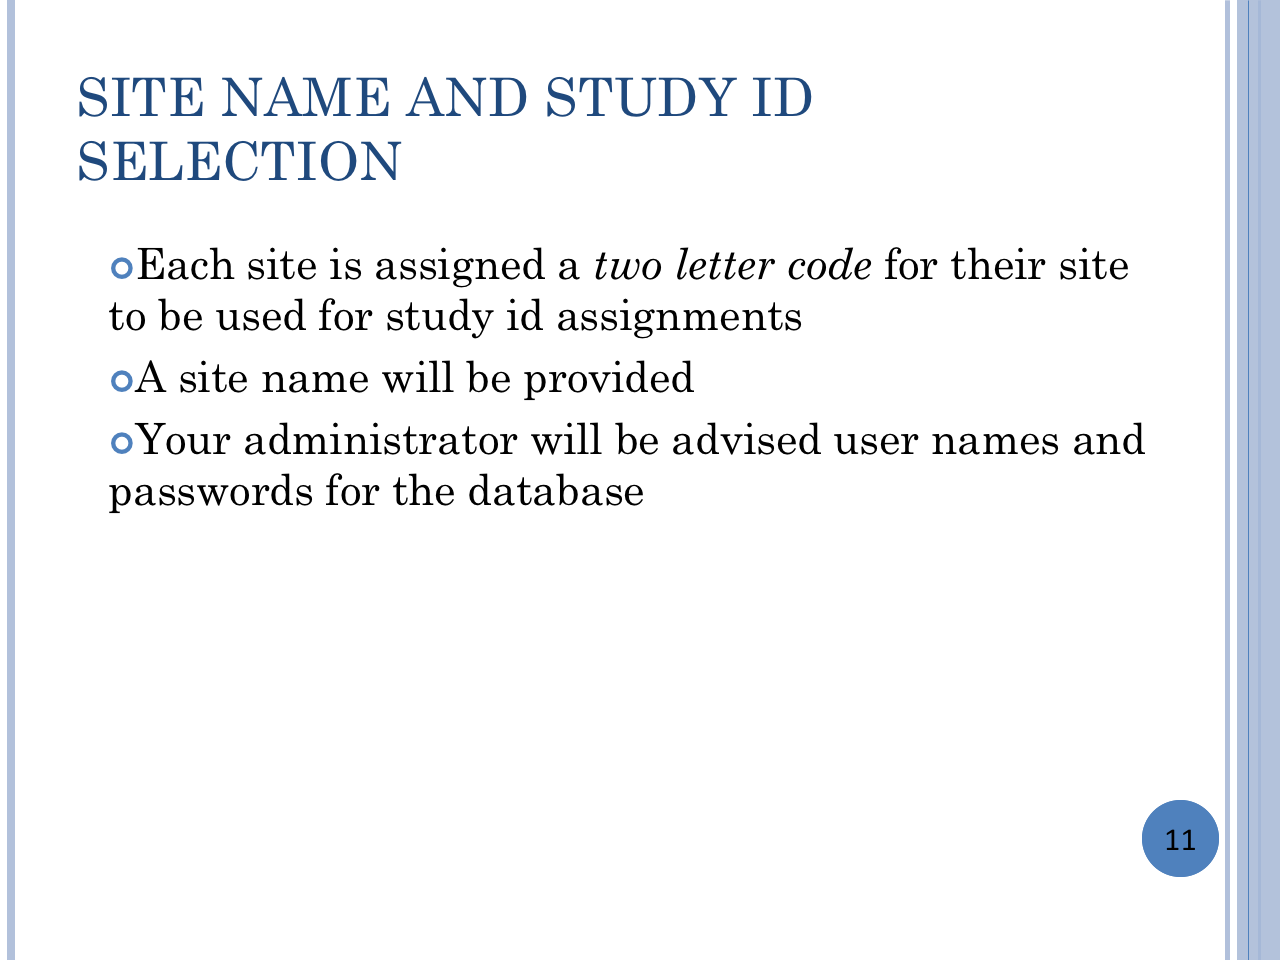 SITE NAME AND STUDY ID
SELECTION
Each site is assigned a two letter code for their site
to be used for study id assignments
A site name will be provided
Your administrator will be advised user names and
passwords for the database
11